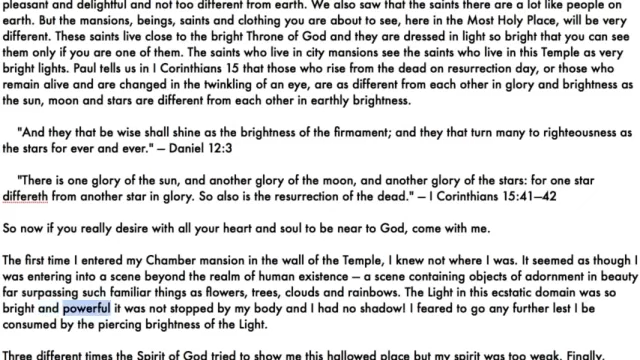 pleasant and delightful and not too different from earth. We also saw that the saints there are a lot like people on
earth. But the mansions, beings, saints and clothing you are about to see, here in the Most Holy Place, will be very
different. These saints live close to the bright Throne of God and they are dressed in light so bright that you can see
them only if you are one of them. The saints who live in city mansions see the saints who live in this Temple as very
bright lights. Paul tells us in I Corinthians 15 that those who rise from the dead on resurrection day, or those who
remain alive and are changed in the twinkling of an eye, are as different from each other in glory and brightness as
the sun, moon and stars are different from each other in earthly brightness.
"And they that be wise shall shine as the brightness of the firmament; and they that turn many to righteousness as
the stars for ever and ever." – Daniel 12:3
"There is one glory of the sun, and another glory of the moon, and another glory of the stars: for one star
differeth from another star in glory. So also is the resurrection of the dead." – I Corinthians 15:41–42
So now if you really desire with all your heart and soul to be near to God, come with me.
The first time I entered my Chamber mansion in the wall of the Temple, I knew not where I was. It seemed as though I
was entering into a scene beyond the realm of human existence – a scene containing objects of adornment in beauty
far surpassing such familiar things as flowers, trees, clouds and rainbows. The Light in this ecstatic domain was so
bright and powerful it was not stopped by my body and I had no shadow! I feared to go any further lest I be
consumed by the piercing brightness of the Light.
Three different times the Spirit of God tried to show me this hallowed place but my spirit was too weak. Finally,